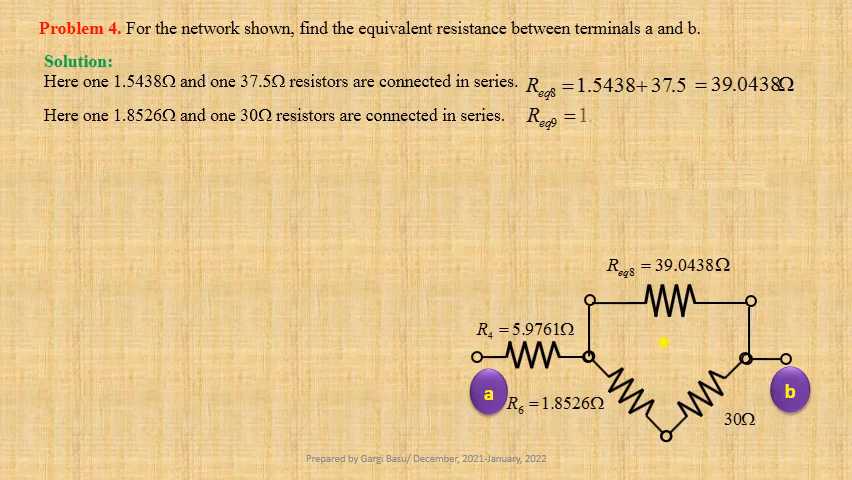 Problem 4. For the network shown, find the equivalent resistance between terminals a and b.
Solution:
Here one 1.5438Ω and one 37.5Ω resistors are connected in series. R_eq8 = 1.5438+37.5 = 39.0438Ω
Here one 1.8526Ω and one 30Ω resistors are connected in series. R_eq9 = 1.
R_eq8 = 39.0438Ω
R_4 = 5.9761Ω
a
b
R_6 = 1.8526Ω
30Ω
Prepared by Gargi Basu/ December, 2021-January, 2022